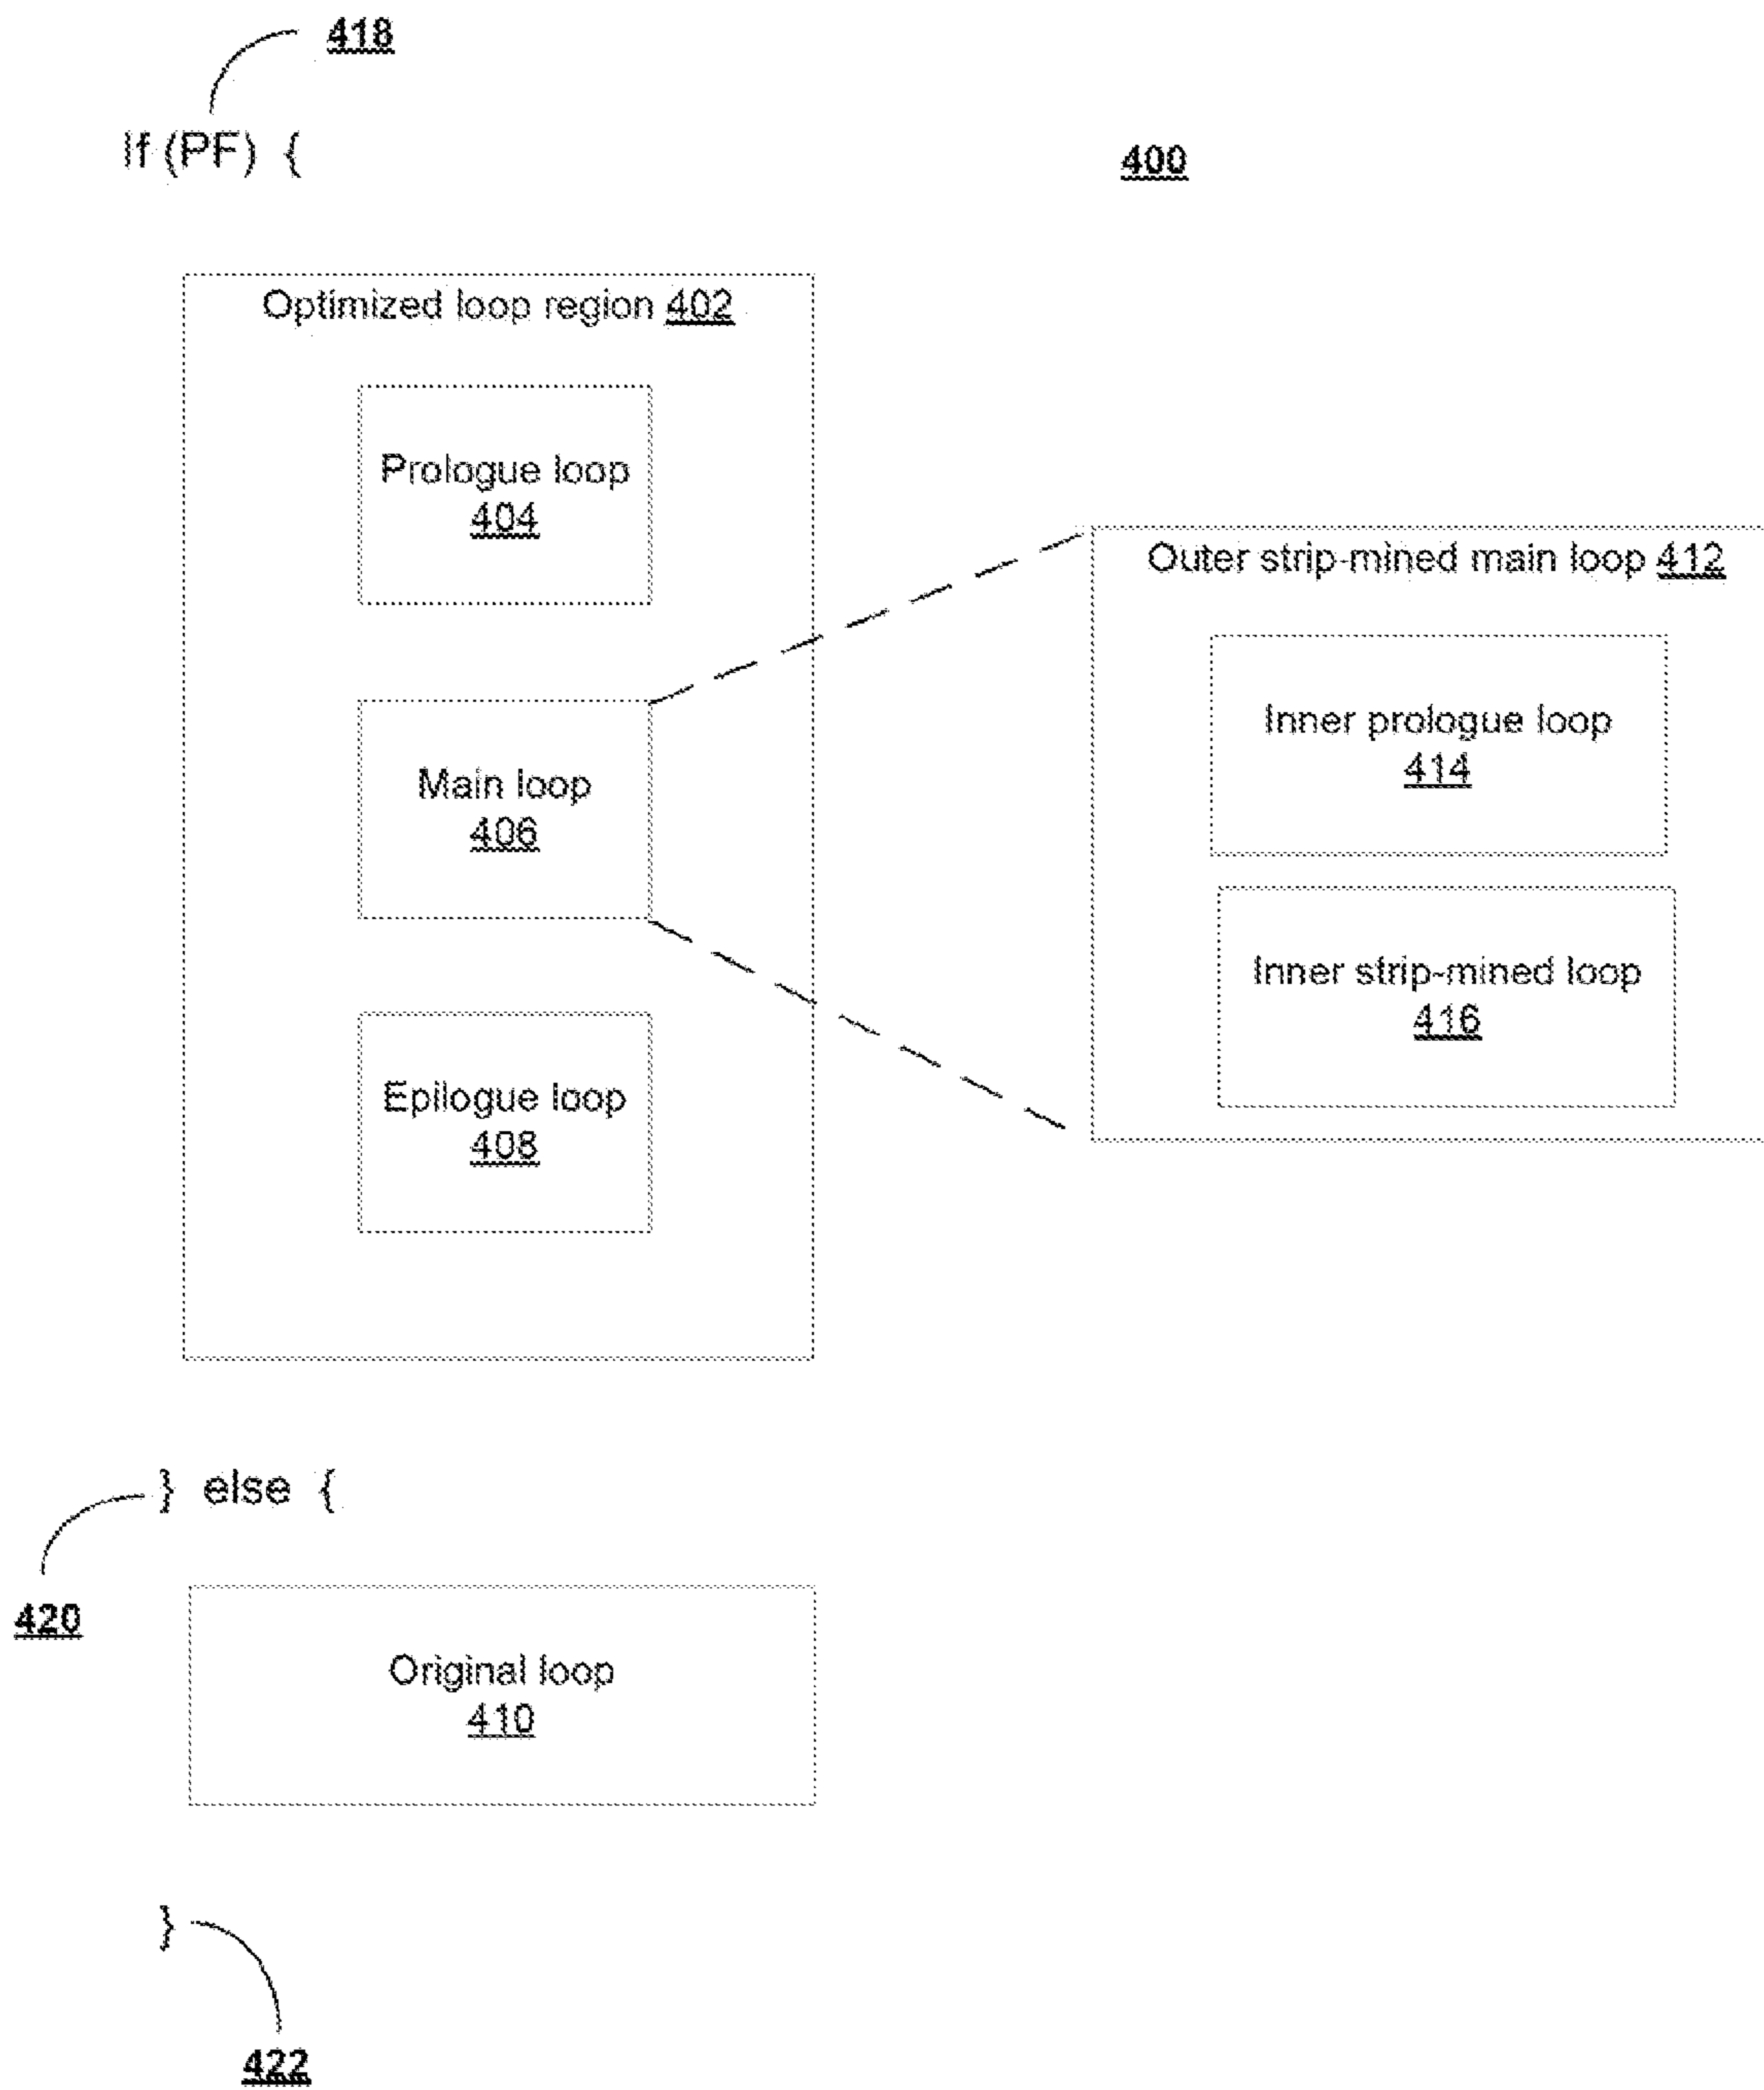 418
If (PF) {
400
Optimized loop region 402
Prologue loop
404
Outer strip-mined main loop 412
Inner prologue loop
414
Main loop
406
Inner strip-mined loop
416
Epilogue loop
408
} else {
420
Original loop
410
}
422